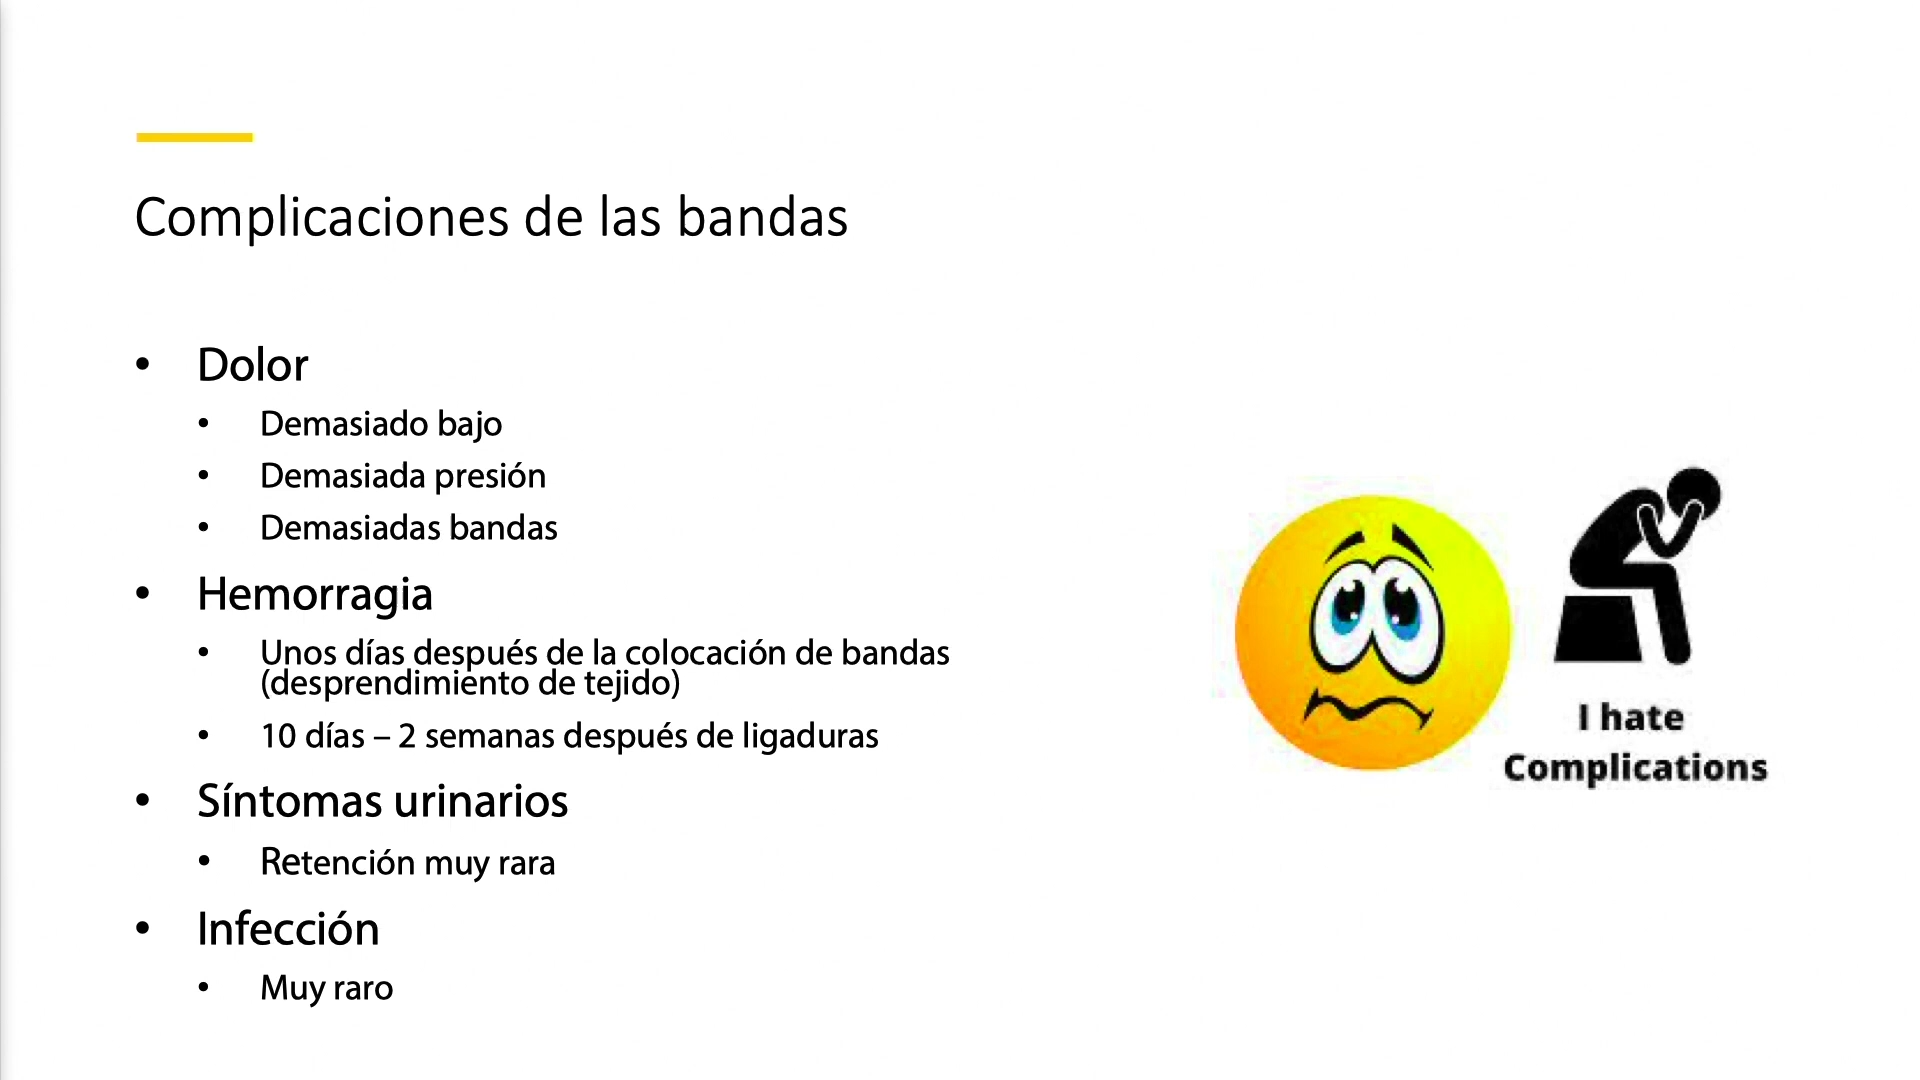 Complicaciones de las bandas
• Dolor
• Demasiado bajo
• Demasiada presión
• Demasiadas bandas
• Hemorragia
• Unos días después de la colocación de bandas
(desprendimiento de tejido)
• 10 días – 2 semanas después de ligaduras
• Síntomas urinarios
• Retención muy rara
• Infección
• Muy raro
I hate
Complications